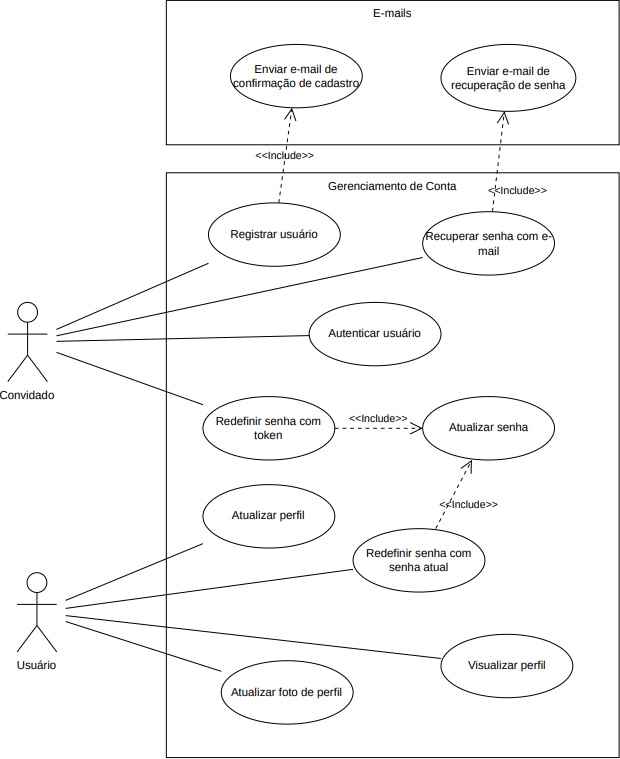 E-mails
Enviar e-mail de
confirmação de cadastro
Enviar e-mail de
recuperação de senha
<<Include>>
<<Include>>
Gerenciamento de Conta
Registrar usuário
Recuperar senha com e-
mail
Autenticar usuário
Convidado
Redefinir senha com
token
<<Include>>
Atualizar senha
<<Include>>
Atualizar perfil
Redefinir senha com
senha atual
Usuário
Visualizar perfil
Atualizar foto de perfil